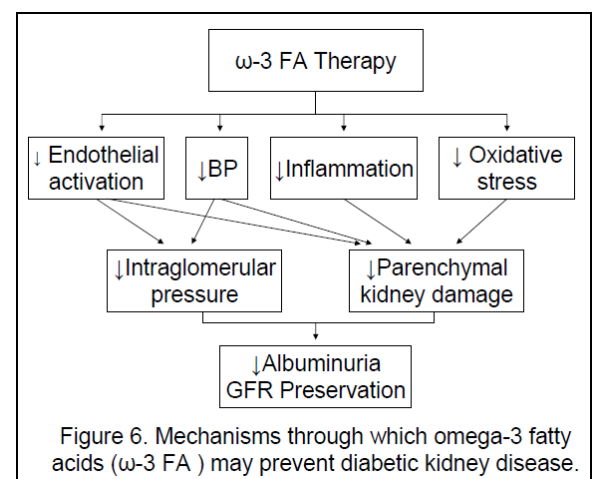 ω-3 FA Therapy
↓ Endothelial
activation
↓BP
↓Inflammation
↓ Oxidative
stress
↓Intraglomerular
pressure
↓Parenchymal
kidney damage
↓Albuminuria
GFR Preservation
Figure 6. Mechanisms through which omega-3 fatty
acids (ω-3 FA ) may prevent diabetic kidney disease.